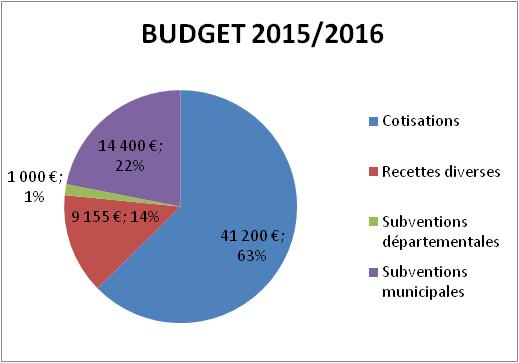 BUDGET 2015/2016
14 400 €;
22%
1 000 €;
1%
9 155 €; 14%
41 200 €;
63%
Cotisations
Recettes diverses
Subventions
départementales
Subventions
municipales